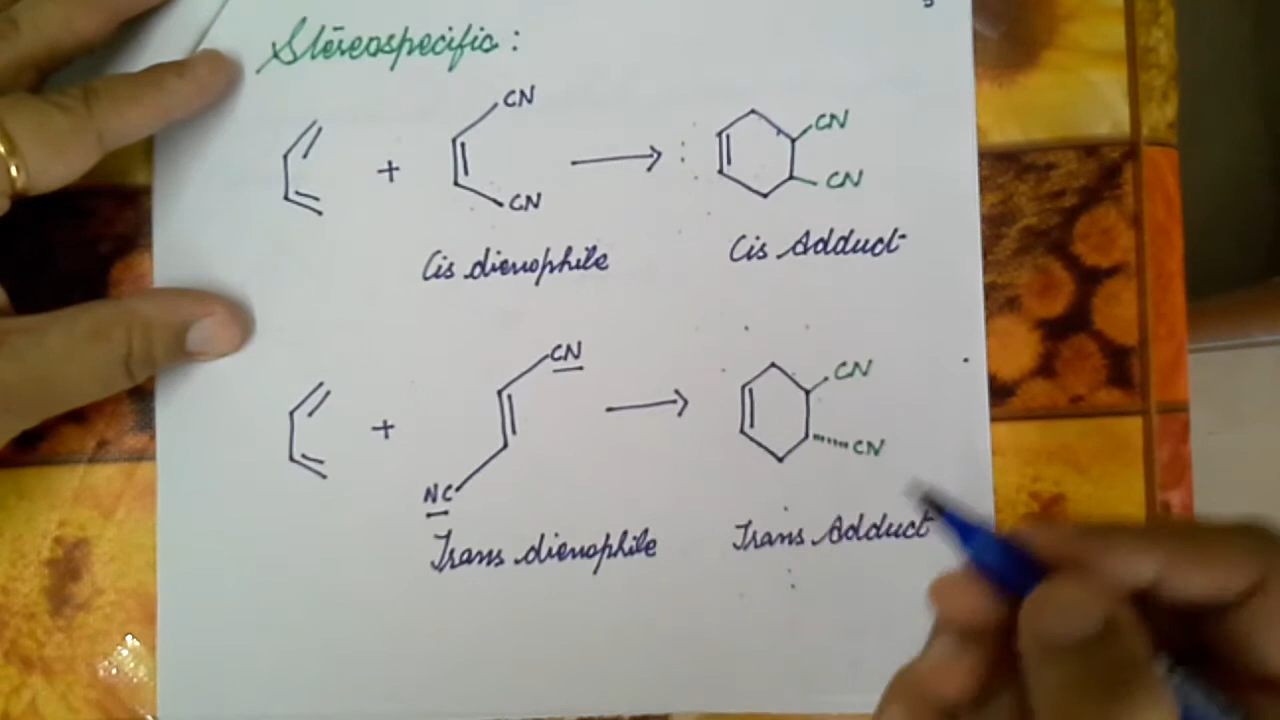 Stereospecific :
CN
+
CN
CN
CN
Cis dienophile
Cis Adduct
CN
+
NC
CN
CN
Trans dienophile
Trans Adduct